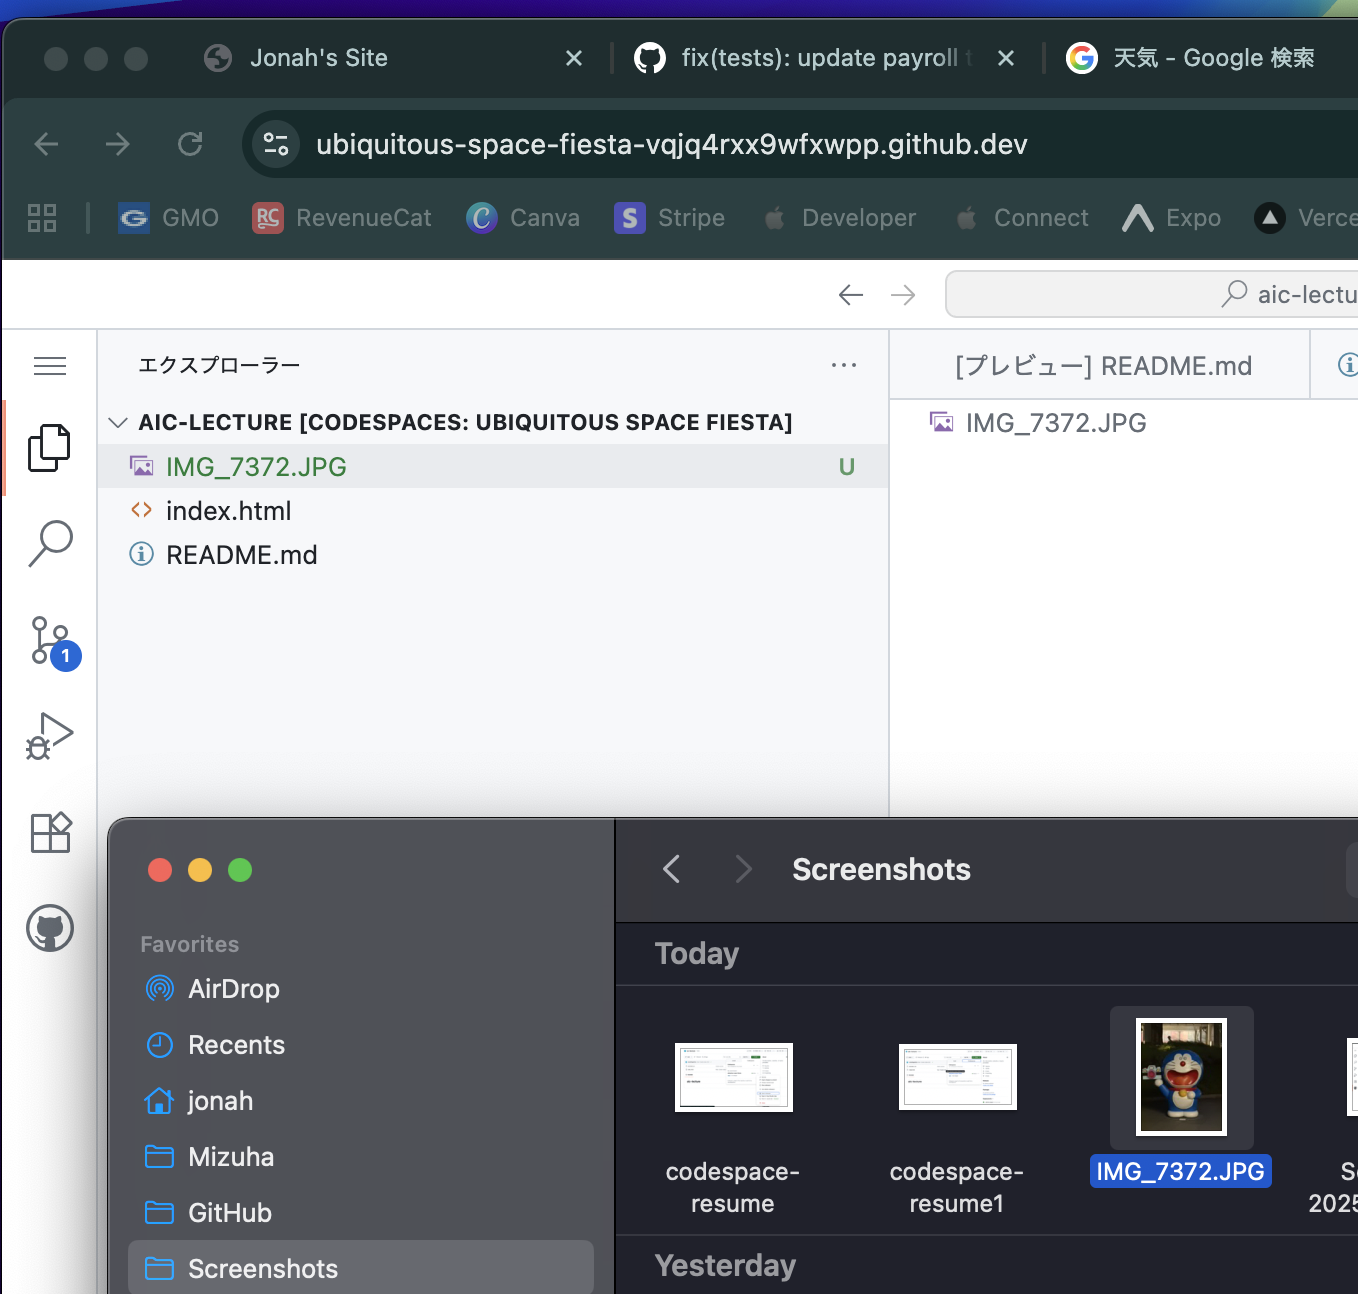 Jonah's Site
fix(tests): update payroll t
天気 - Google 検索
ubiquitous-space-fiesta-vqjq4rxx9wfxwpp.github.dev
GMO
RC RevenueCat
Canva
S Stripe
Developer
Connect
Expo
Verce
aic-lectu
エクスプローラー
[プレビュー] README.md
AIC-LECTURE [CODESPACES: UBIQUITOUS SPACE FIESTA]
IMG_7372.JPG
IMG_7372.JPG U
index.html
README.md
1
Screenshots
Favorites
AirDrop
Recents
jonah
Mizuha
GitHub
Screenshots
Today
codespace-
resume
codespace-
resume1
IMG_7372.JPG
2025
Yesterday